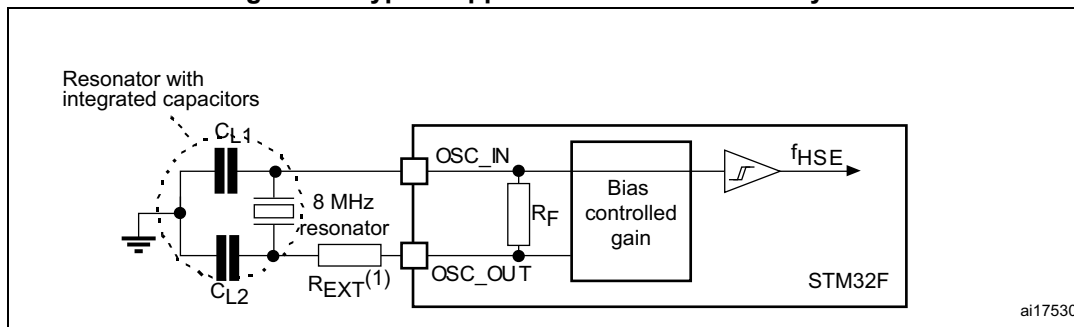 Resonator with
integrated capacitors
CL1
OSC_IN
fHSE
8 MHz
resonator
RF
Bias
controlled
gain
REXT(1)
OSC_OUT
STM32F
CL2
ai17530